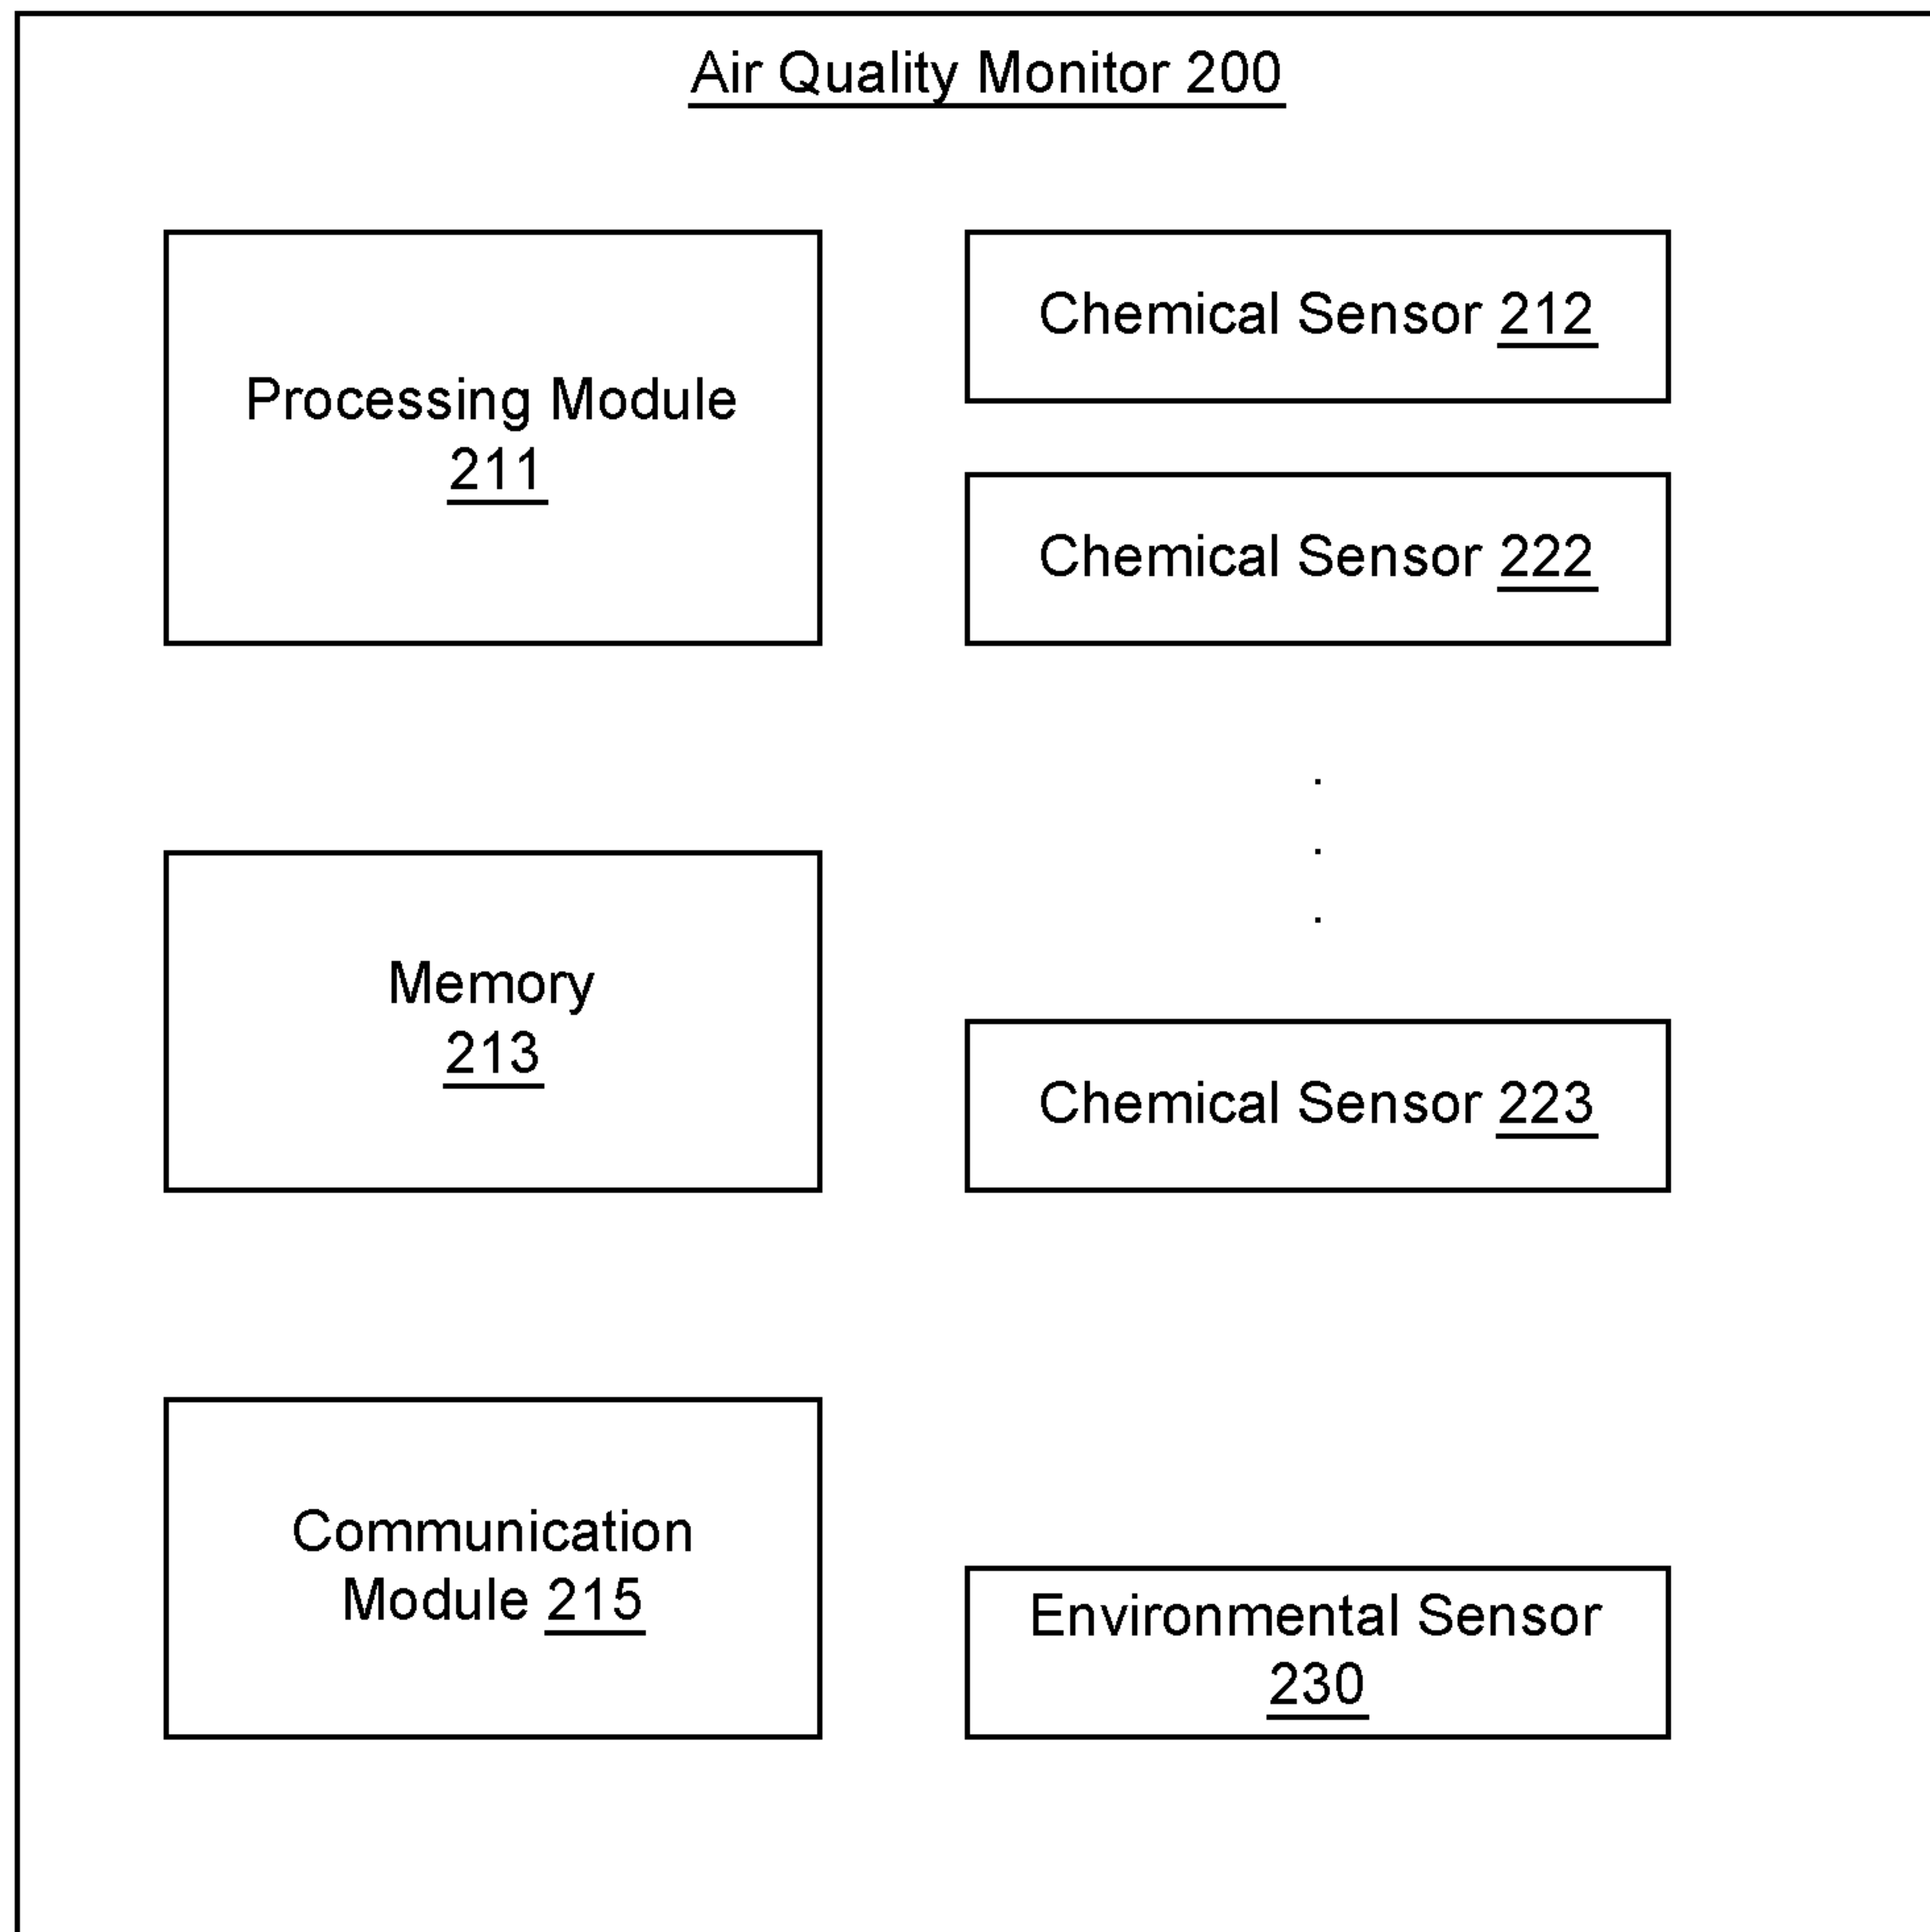 Air Quality Monitor 200
Processing Module
211
Chemical Sensor 212
Chemical Sensor 222
.
.
.
Memory
213
Chemical Sensor 223
Communication
Module 215
Environmental Sensor
230